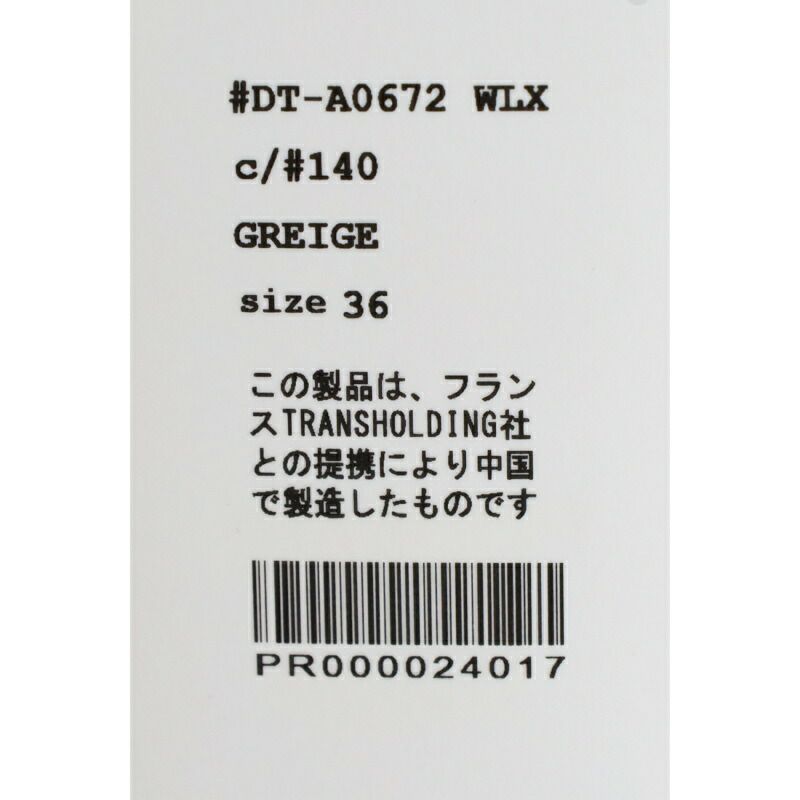 #DT-A0672 WLX
c/#140
GREIGE
size 36
この製品は、フラン
スTRANSHOLDING社
との提携により中国
で製造したものです
PR000024017